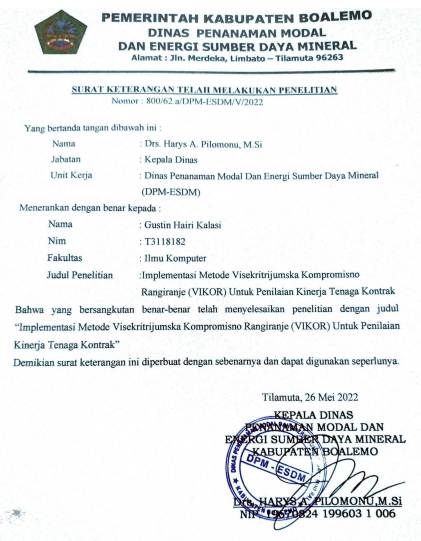 PEMERINTAH KABUPATEN BOALEMO
DINAS PENANAMAN MODAL
DAN ENERGI SUMBER DAYA MINERAL
Alamat : Jln. Merdeka, Limbato – Tilamuta 96263
SURAT KETERANGAN TELAH MELAKUKAN PENELITIAN
Nomor : 800/62.a/DPM-ESDM/V/2022
Yang bertanda tangan dibawah ini :
Nama : Drs. Harys A. Pilomonu, M.Si
Jabatan : Kepala Dinas
Unit Kerja : Dinas Penanaman Modal Dan Energi Sumber Daya Mineral
(DPM-ESDM)
Menerankan dengan benar kepada :
Nama : Gustin Hairi Kalasi
Nim : T3118182
Fakultas : Ilmu Komputer
Judul Penelitian :Implementasi Metode Visekritrijumska Kompromisno
Rangiranje (VIKOR) Untuk Penilaian Kinerja Tenaga Kontrak
Bahwa yang bersangkutan benar-benar telah menyelesaikan penelitian dengan judul
“Implementasi Metode Visekritrijumska Kompromisno Rangiranje (VIKOR) Untuk Penilaian
Kinerja Tenaga Kontrak”
Demikian surat keterangan ini diperbuat dengan sebenarnya dan dapat digunakan seperlunya.
Tilamuta, 26 Mei 2022
KEPALA DINAS
PENANAMAN MODAL DAN
ENERGI SUMBER DAYA MINERAL
KABUPATEN BOALEMO
DPM - ESDM
Drs. HARYS A. PILOMONU,M.Si
NIP. 19670824 199603 1 006